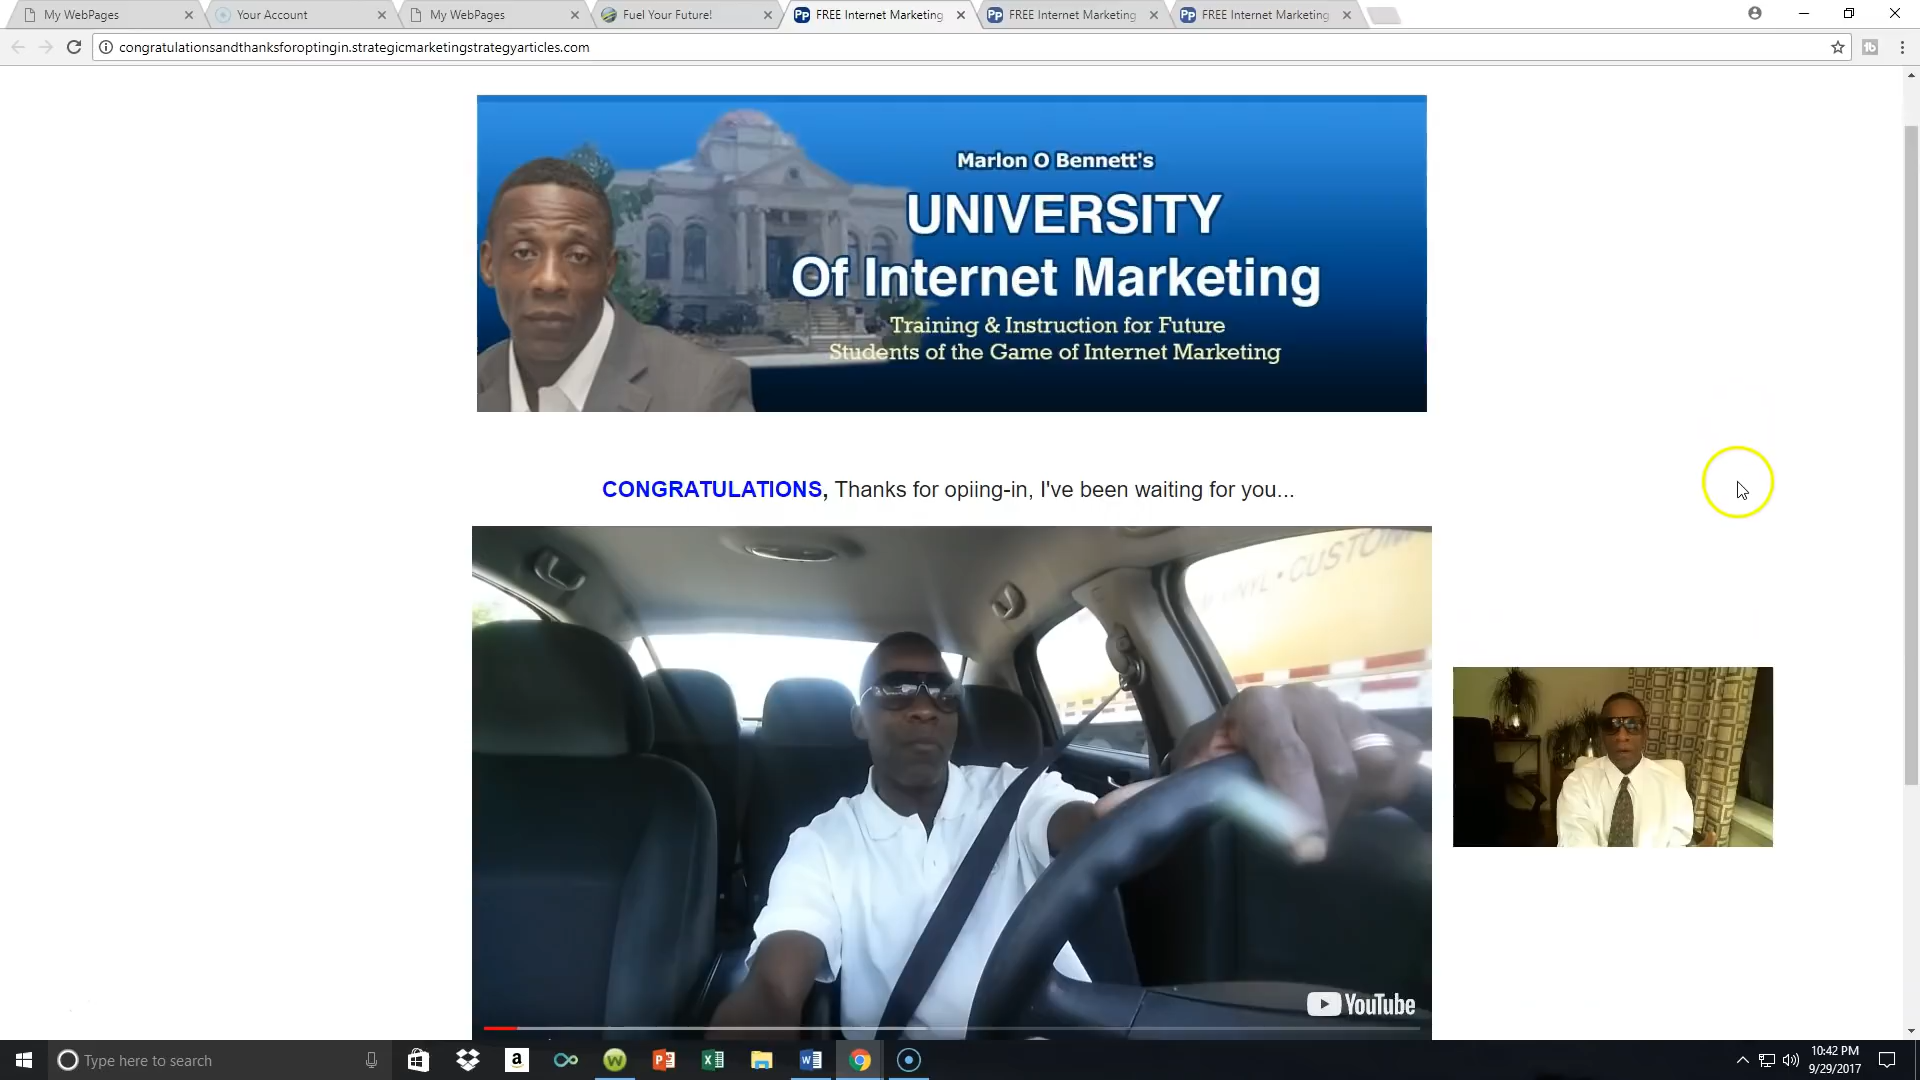 My WebPages
Your Account
My WebPages
Fuel Your Future!
FREE Internet Marketing
FREE Internet Marketing
FREE Internet Marketing
congratulationsandthanksforoptingin.strategicmarketingstrategyarticles.com
Marlon O Bennett's
UNIVERSITY
Of Internet Marketing
Training & Instruction for Future
Students of the Game of Internet Marketing
CONGRATULATIONS, Thanks for opiing-in, I've been waiting for you...
VINYL • CUSTOM
YouTube
Type here to search
10:42 PM
9/29/2017